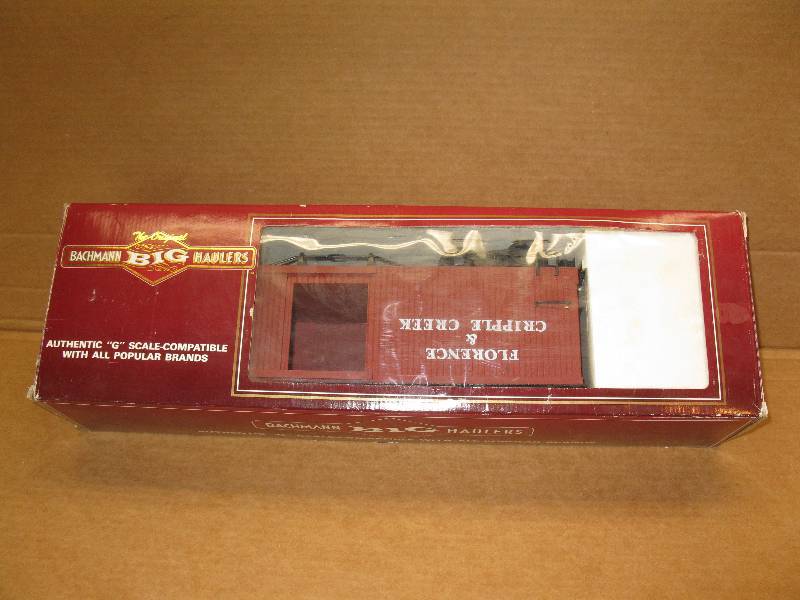 The Original
BACHMANN BIG HAULERS
AUTHENTIC "G" SCALE-COMPATIBLE
WITH ALL POPULAR BRANDS
FLORENCE
&
CRIPPLE CREEK
BACHMANN BIG HAULERS